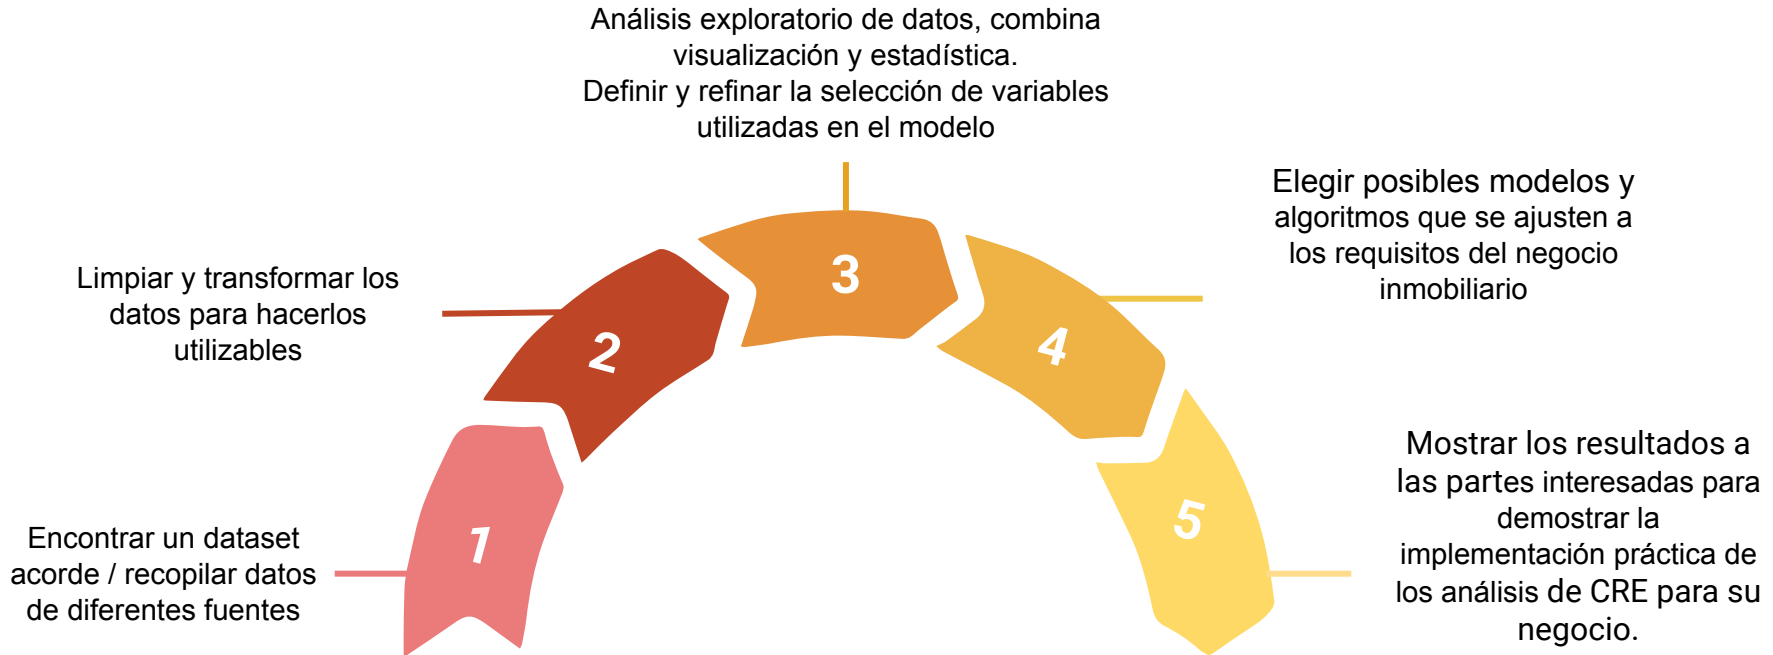 Análisis exploratorio de datos, combina
visualización y estadística.
Definir y refinar la selección de variables
utilizadas en el modelo
Elegir posibles modelos y
algoritmos que se ajusten a
los requisitos del negocio
inmobiliario
Limpiar y transformar los
datos para hacerlos
utilizables
Encontrar un dataset
acorde / recopilar datos
de diferentes fuentes
Mostrar los resultados a
las partes interesadas para
demostrar la
implementación práctica de
los análisis de CRE para su
negocio.
1
2
3
4
5